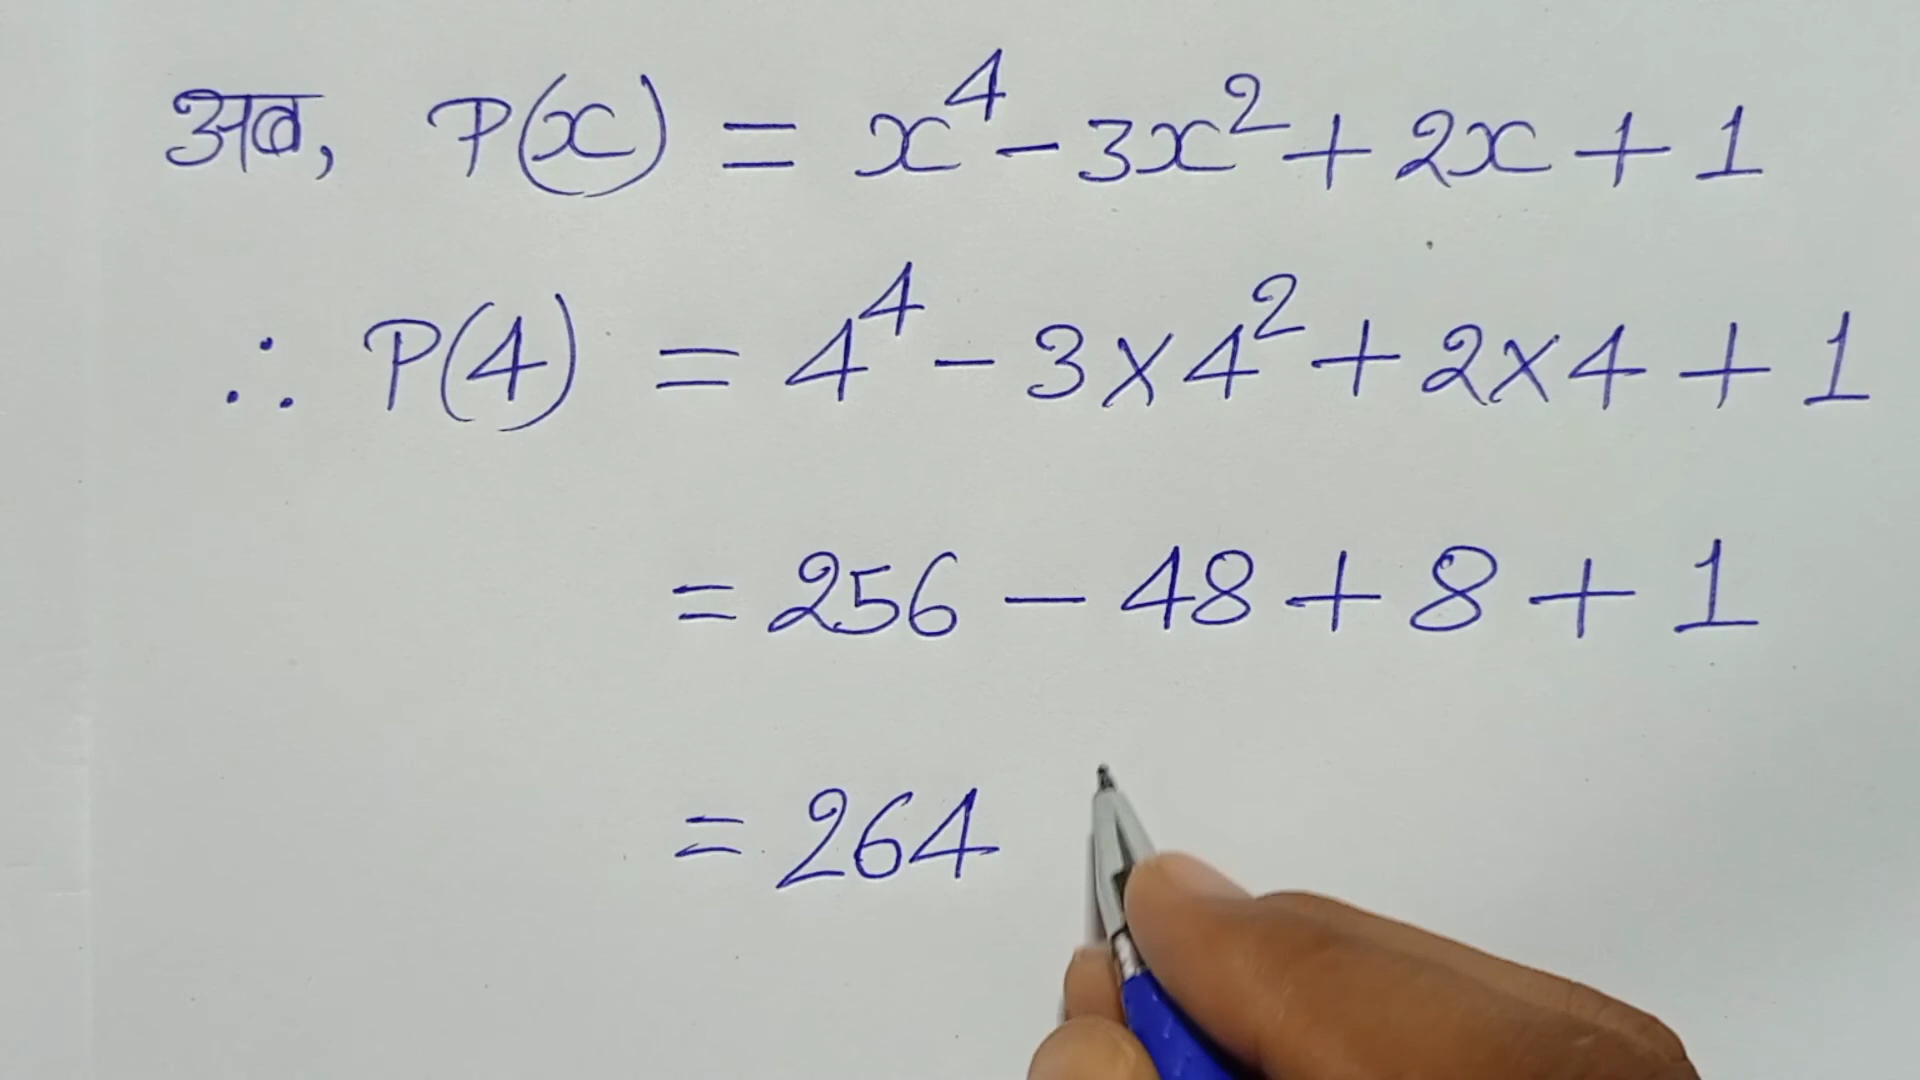 अब, P(x) = x⁴ - 3x² + 2x + 1
∴ P(4) = 4⁴ - 3×4² + 2×4 + 1
= 256 - 48 + 8 + 1
= 264